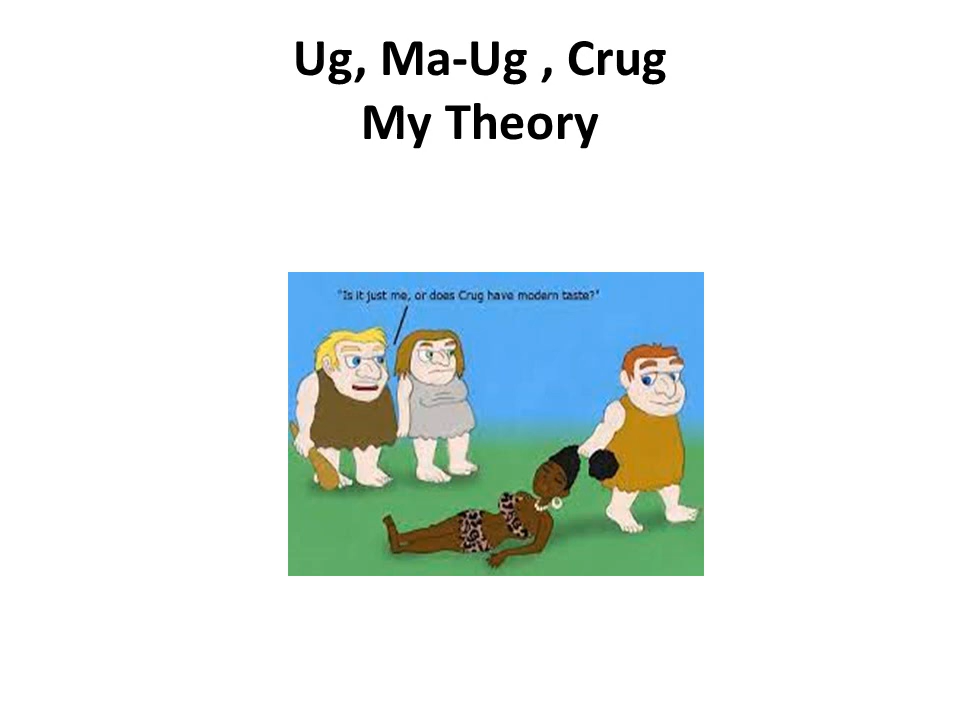 Ug, Ma-Ug , Crug
My Theory
"Is it just me, or does Crug have modern taste?"